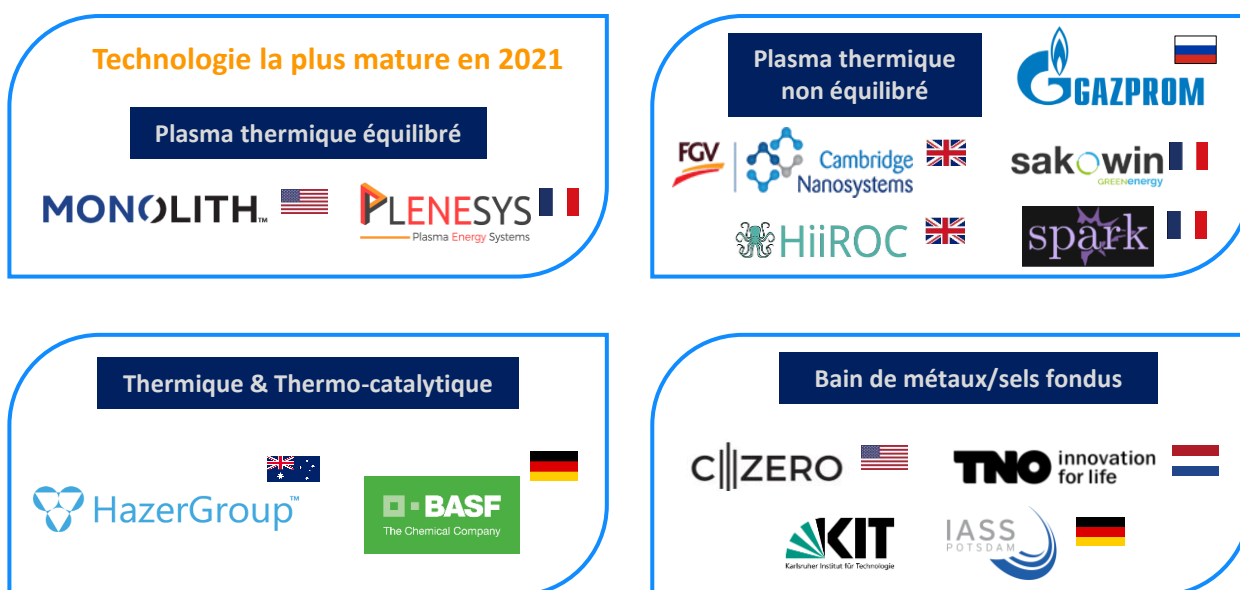 Technologie la plus mature en 2021
Plasma thermique équilibré
MONOLITH™
PLENESYS
Plasma Energy Systems
Plasma thermique
non équilibré
GAZPROM
FGV
Cambridge
Nanosystems
sakowin
GREENenergy
HiiROC
spark
Thermique & Thermo-catalytique
HazerGroup™
BASF
The Chemical Company
Bain de métaux/sels fondus
C|||ZERO
TNO innovation
for life
KIT
Karlsruher Institut für Technologie
IASS
POTSDAM